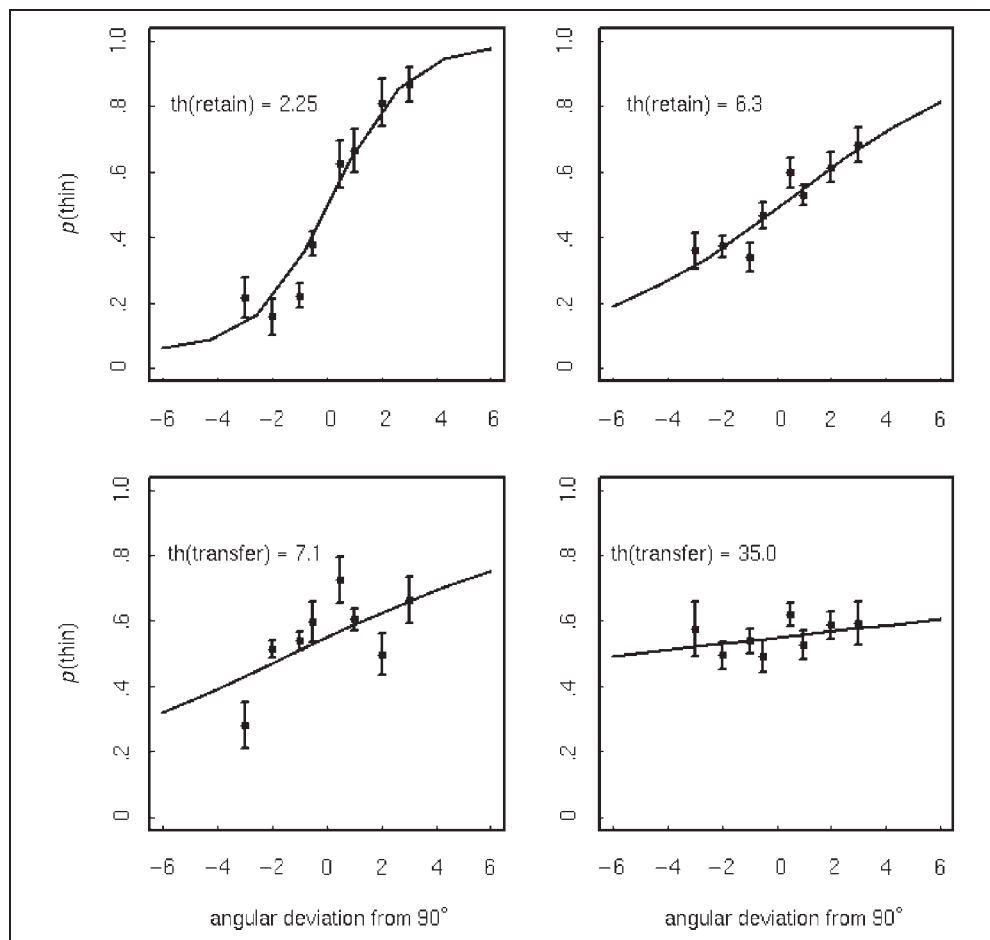 1.0
.8
.6
.4
.2
0
p(thin)
th(retain) = 2.25
−6 −4 −2 0 2 4 6
1.0
.8
.6
.4
.2
0
th(retain) = 6.3
−6 −4 −2 0 2 4 6
1.0
.8
.6
.4
.2
0
p(thin)
th(transfer) = 7.1
−6 −4 −2 0 2 4 6
angular deviation from 90°
1.0
.8
.6
.4
.2
0
th(transfer) = 35.0
−6 −4 −2 0 2 4 6
angular deviation from 90°